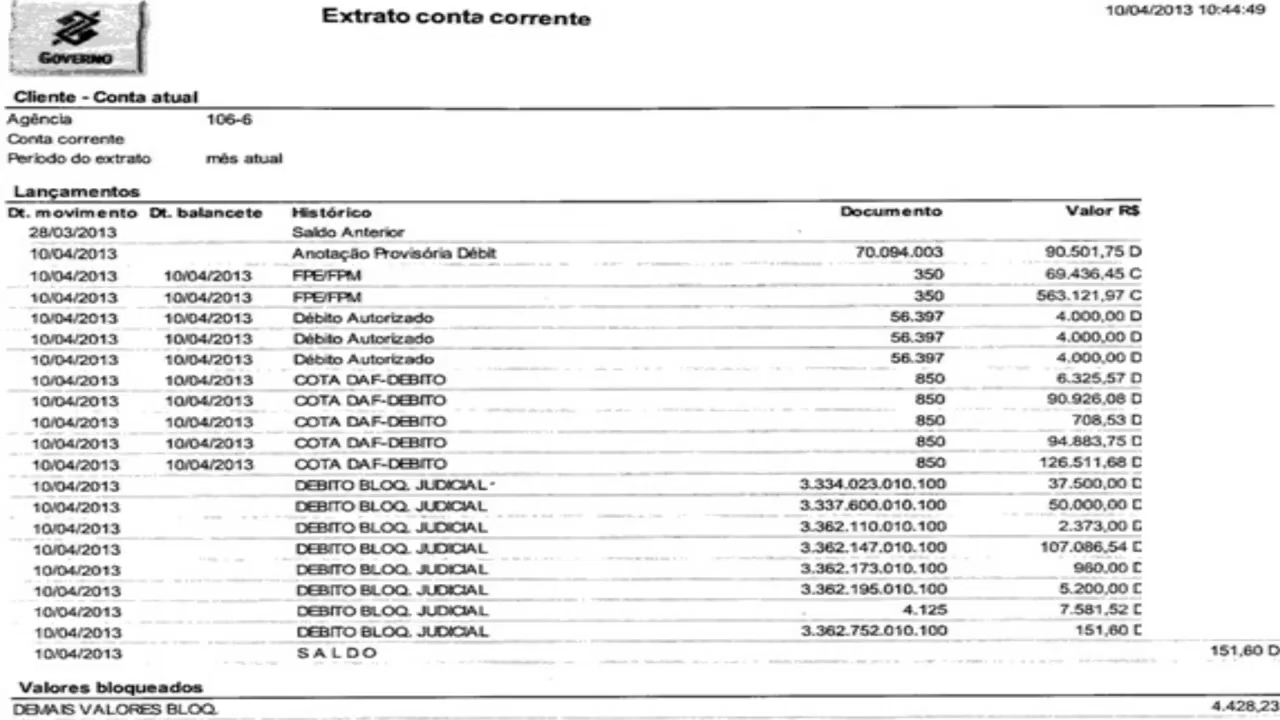 Extrato conta corrente 10/04/2013 10:44:49
GOVERNO
Cliente - Conta atual
Agência 106-6
Conta corrente
Período do extrato mês atual
Lançamentos
Dt. movimento Dt. balancete Histórico Documento Valor R$
28/03/2013 Saldo Anterior
10/04/2013 Anotação Provisória Débit 70.094.003 90.501,75 D
10/04/2013 10/04/2013 FPE/FPM 350 69.436,45 C
10/04/2013 10/04/2013 FPE/FPM 350 563.121,97 C
10/04/2013 10/04/2013 Débito Autorizado 56.397 4.000,00 D
10/04/2013 10/04/2013 Débito Autorizado 56.397 4.000,00 D
10/04/2013 10/04/2013 Débito Autorizado 56.397 4.000,00 D
10/04/2013 10/04/2013 COTA DAF-DEBITO 850 6.325,57 D
10/04/2013 10/04/2013 COTA DAF-DEBITO 850 90.926,08 D
10/04/2013 10/04/2013 COTA DAF-DEBITO 850 708,53 D
10/04/2013 10/04/2013 COTA DAF-DEBITO 850 94.883,75 D
10/04/2013 10/04/2013 COTA DAF-DEBITO 850 126.511,68 D
10/04/2013 DEBITO BLOQ. JUDICIAL 3.334.023.010.100 37.500,00 D
10/04/2013 DEBITO BLOQ. JUDICIAL 3.337.600.010.100 50.000,00 D
10/04/2013 DEBITO BLOQ. JUDICIAL 3.362.110.010.100 2.373,00 D
10/04/2013 DEBITO BLOQ. JUDICIAL 3.362.147.010.100 107.086,54 D
10/04/2013 DEBITO BLOQ. JUDICIAL 3.362.173.010.100 960,00 D
10/04/2013 DEBITO BLOQ. JUDICIAL 3.362.195.010.100 5.200,00 D
10/04/2013 DEBITO BLOQ. JUDICIAL 4.125 7.581,52 D
10/04/2013 DEBITO BLOQ. JUDICIAL 3.362.752.010.100 151,60 D
10/04/2013 S A L D O 151,60 D
Valores bloqueados
DEMAIS VALORES BLOQ. 4.428,23